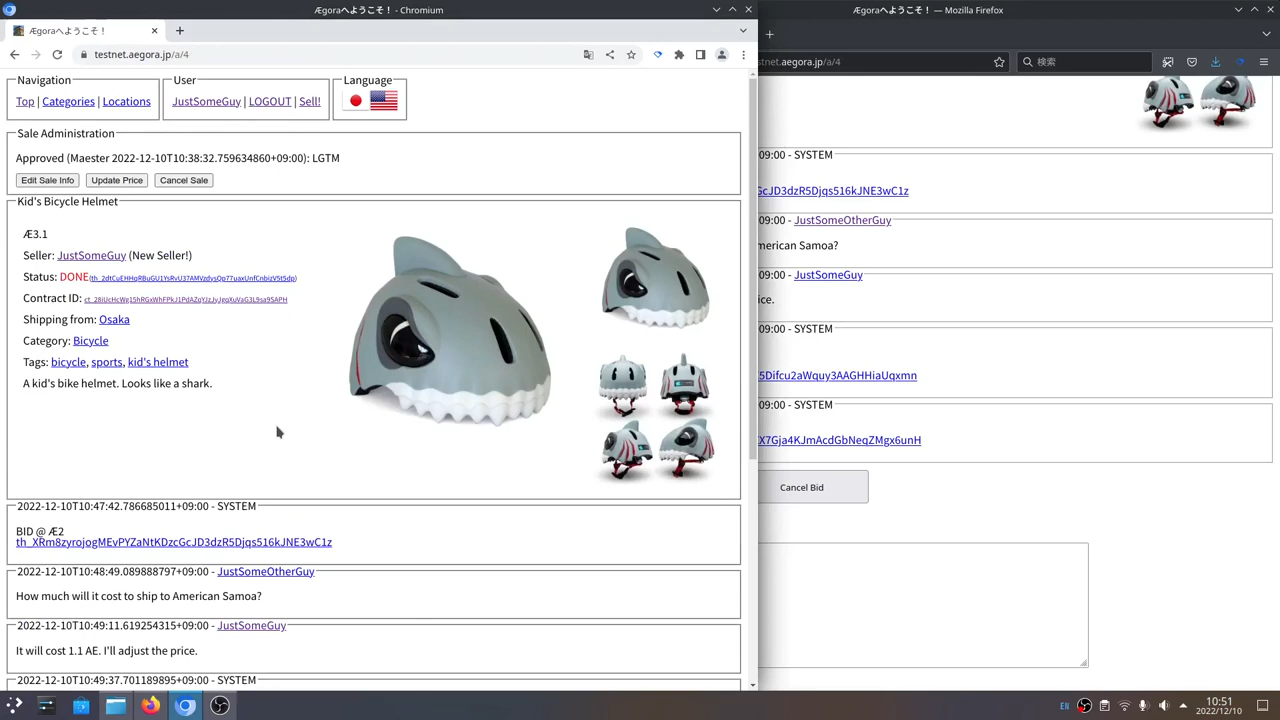 Ægoraへようこそ！ - Chromium
Ægoraへようこそ！ — Mozilla Firefox
Ægoraへようこそ！
testnet.aegora.jp/a/4
stnet.aegora.jp/a/4
検索
Navigation
Top | Categories | Locations
User
JustSomeGuy | LOGOUT | Sell!
Language
Sale Administration
Approved (Maester 2022-12-10T10:38:32.759634860+09:00): LGTM
Edit Sale Info
Update Price
Cancel Sale
Kid's Bicycle Helmet
Æ3.1
Seller: JustSomeGuy (New Seller!)
Status: DONE(th_2dtCuEHHqRBuGU1YsRvU37AMVzdysQp77uaxUnfCnbizV5t5dp)
Contract ID: ct_28iUcHcWg15hRGxWhFPkJ1PdAZqYJzJyJgqXuVaG3L9sa9SAPH
Shipping from: Osaka
Category: Bicycle
Tags: bicycle, sports, kid's helmet
A kid's bike helmet. Looks like a shark.
2022-12-10T10:47:42.786685011+09:00 - SYSTEM
BID @ Æ2
th_XRm8zyrojogMEvPYZaNtKDzcGcJD3dzR5Djqs516kJNE3wC1z
2022-12-10T10:48:49.089888797+09:00 - JustSomeOtherGuy
How much will it cost to ship to American Samoa?
2022-12-10T10:49:11.619254315+09:00 - JustSomeGuy
It will cost 1.1 AE. I'll adjust the price.
2022-12-10T10:49:37.701189895+09:00 - SYSTEM
09:00 - SYSTEM
GcJD3dzR5Djqs516kJNE3wC1z
09:00 - JustSomeOtherGuy
merican Samoa?
09:00 - JustSomeGuy
ice.
09:00 - SYSTEM
5Difcu2aWquy3AAGHHiaUqxmn
09:00 - SYSTEM
X7Gja4KJmAcdGbNeqZMgx6unH
Cancel Bid
EN
10:51
2022/12/10